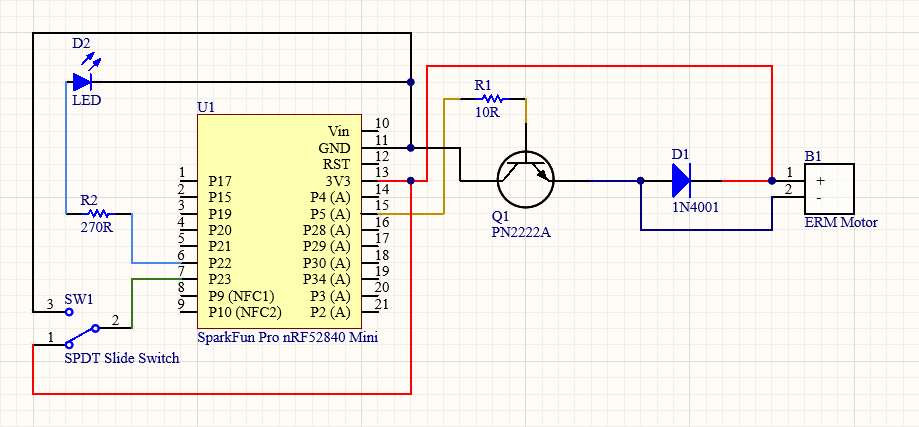 D2
LED
R2
270R
3
SW1
2
1
SPDT Slide Switch
U1
1 P17
2 P15
3 P19
4 P20
5 P21
6 P22
7 P23
8 P9 (NFC1)
9 P10 (NFC2)
Vin 10
GND 11
RST 12
3V3 13
P4 (A) 14
P5 (A) 15
P28 (A) 16
P29 (A) 17
P30 (A) 18
P34 (A) 19
P3 (A) 20
P2 (A) 21
SparkFun Pro nRF52840 Mini
R1
10R
Q1
PN2222A
D1
1N4001
B1
1 +
2 -
ERM Motor